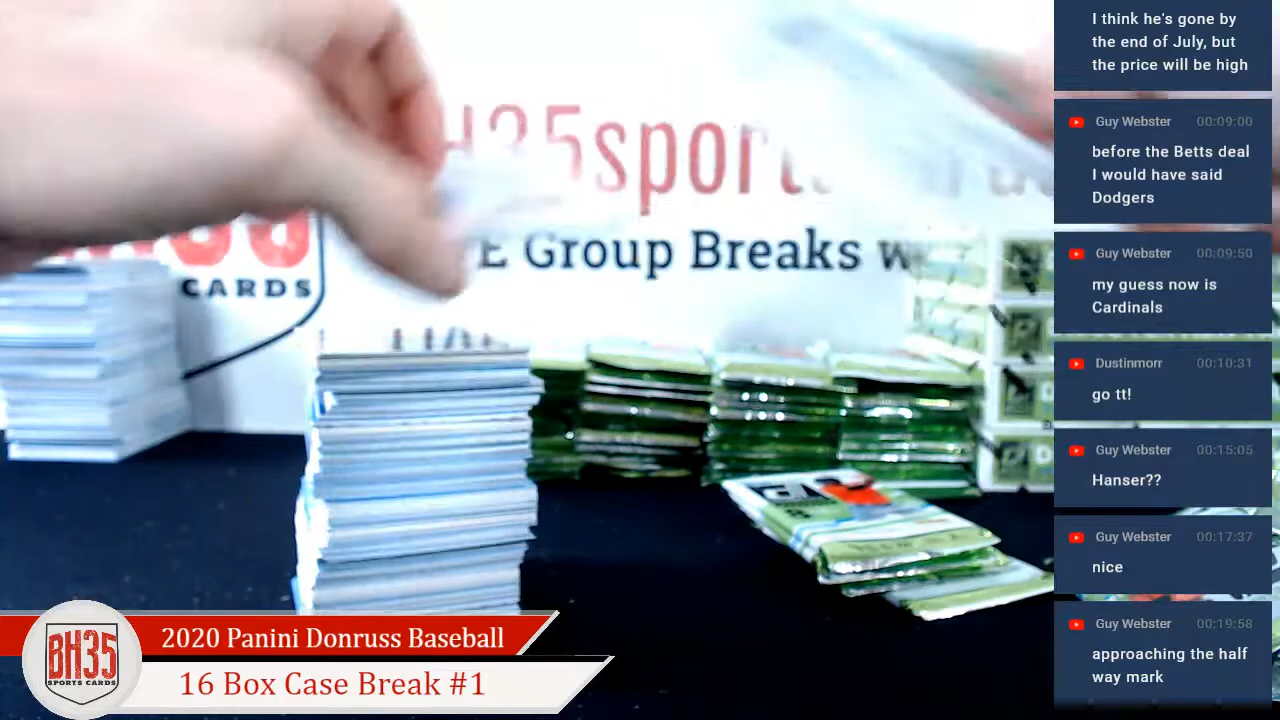 BH35sports
LIVE Group Breaks w
CARDS
2020 Panini Donruss Baseball
16 Box Case Break #1
BH35
SPORTS CARDS
I think he's gone by
the end of July, but
the price will be high
Guy Webster 00:09:00
before the Betts deal
I would have said
Dodgers
Guy Webster 00:09:50
my guess now is
Cardinals
Dustinmorr 00:10:31
go tt!
Guy Webster 00:15:05
Hanser??
Guy Webster 00:17:37
nice
Guy Webster 00:19:58
approaching the half
way mark